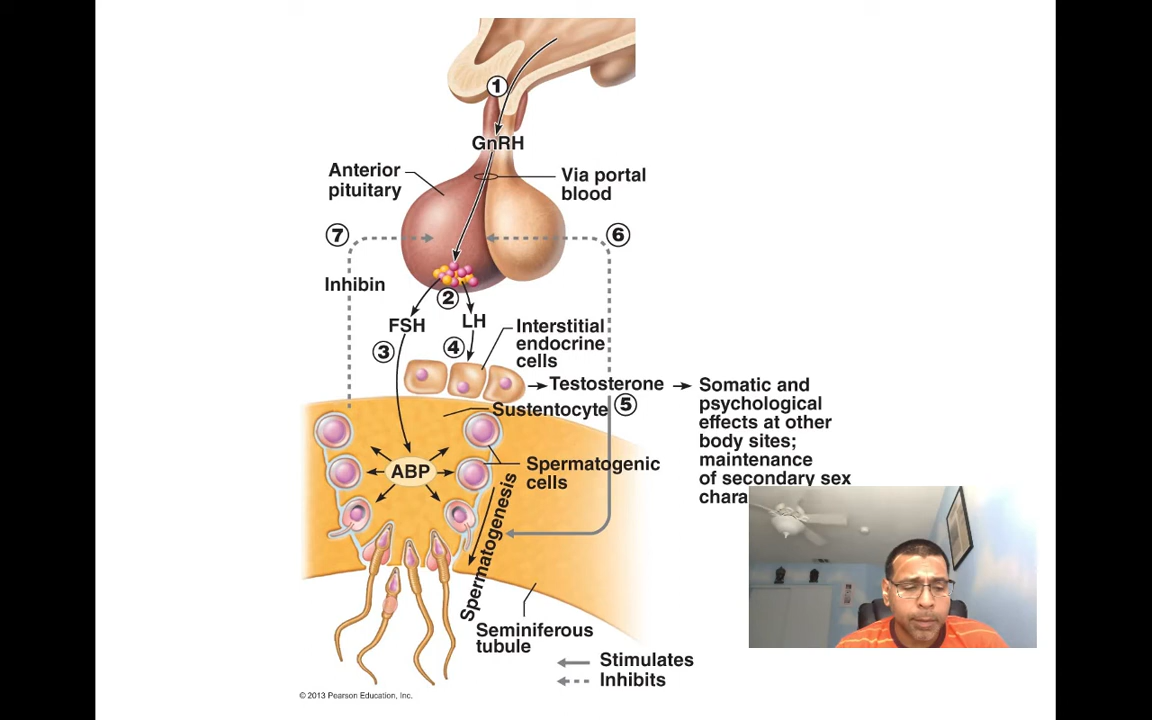 1
GnRH
Anterior
pituitary
Via portal
blood
7
6
Inhibin
2
FSH
LH
3
4
Interstitial
endocrine
cells
Testosterone
5
Somatic and
psychological
effects at other
body sites;
maintenance
of secondary sex
chara
Sustentocyte
ABP
Spermatogenic
cells
Spermatogenesis
Seminiferous
tubule
Stimulates
Inhibits
© 2013 Pearson Education, Inc.